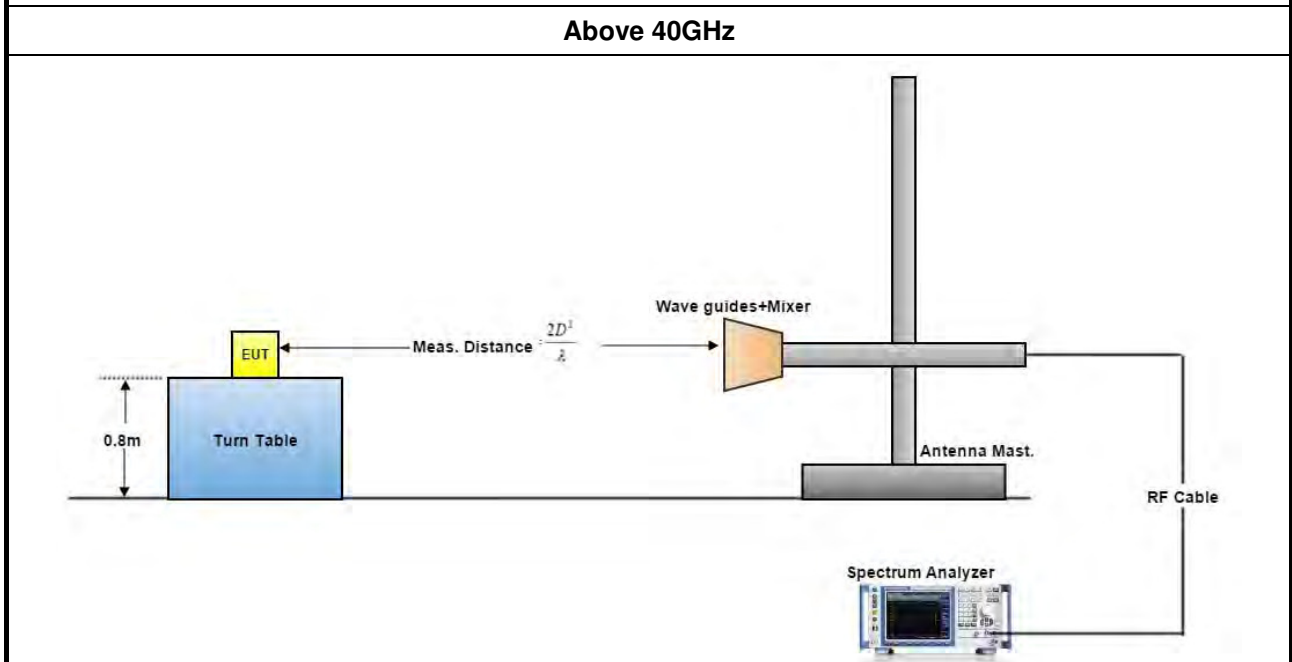 Above 40GHz
Wave guides+Mixer
EUT
Meas. Distance : 2D²/λ
0.8m
Turn Table
Antenna Mast.
RF Cable
Spectrum Analyzer